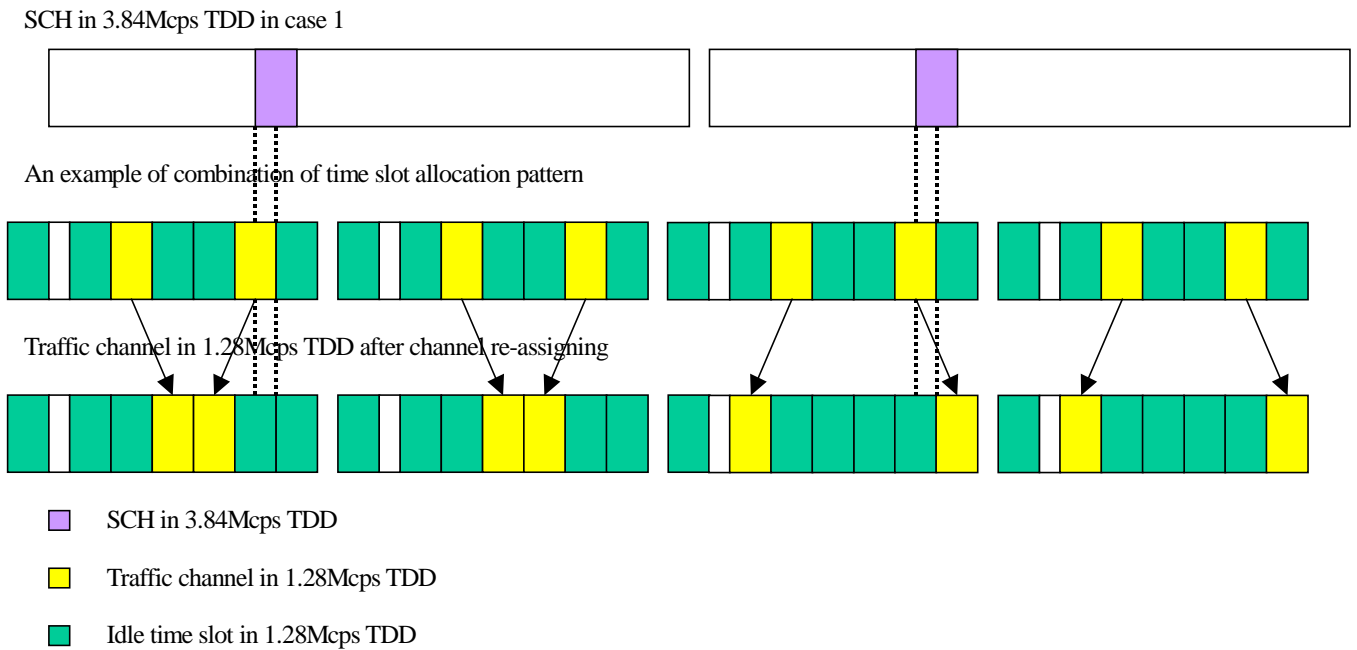 SCH in 3.84Mcps TDD in case 1
An example of combination of time slot allocation pattern
Traffic channel in 1.28Mcps TDD after channel re-assigning
SCH in 3.84Mcps TDD
Traffic channel in 1.28Mcps TDD
Idle time slot in 1.28Mcps TDD